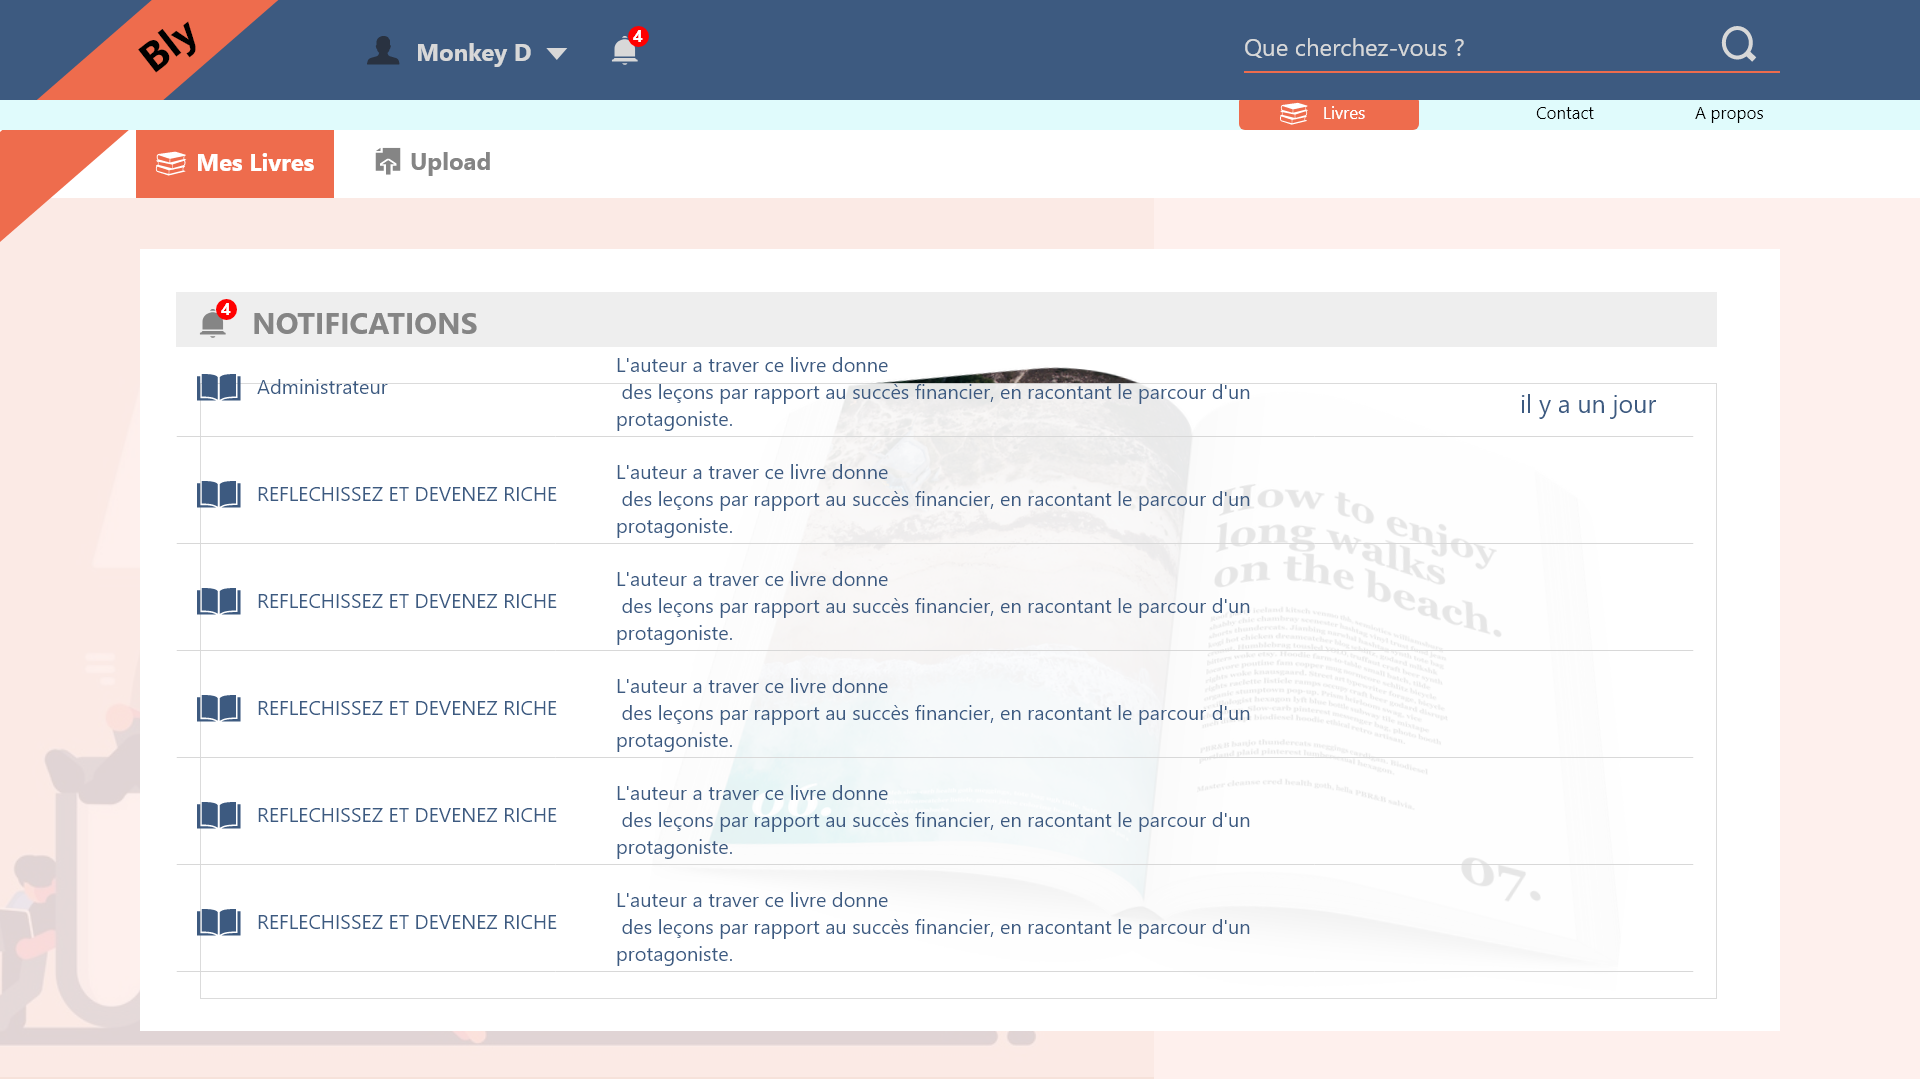 Bly
Monkey D
4
Que cherchez-vous ?
Livres
Contact
A propos
Mes Livres
Upload
4
NOTIFICATIONS
Administrateur
L'auteur a traver ce livre donne
des leçons par rapport au succès financier, en racontant le parcour d'un
protagoniste.
il y a un jour
REFLECHISSEZ ET DEVENEZ RICHE
L'auteur a traver ce livre donne
des leçons par rapport au succès financier, en racontant le parcour d'un
protagoniste.
REFLECHISSEZ ET DEVENEZ RICHE
L'auteur a traver ce livre donne
des leçons par rapport au succès financier, en racontant le parcour d'un
protagoniste.
REFLECHISSEZ ET DEVENEZ RICHE
L'auteur a traver ce livre donne
des leçons par rapport au succès financier, en racontant le parcour d'un
protagoniste.
REFLECHISSEZ ET DEVENEZ RICHE
L'auteur a traver ce livre donne
des leçons par rapport au succès financier, en racontant le parcour d'un
protagoniste.
REFLECHISSEZ ET DEVENEZ RICHE
L'auteur a traver ce livre donne
des leçons par rapport au succès financier, en racontant le parcour d'un
protagoniste.
How to enjoy
long walks
on the beach.
06.
07.